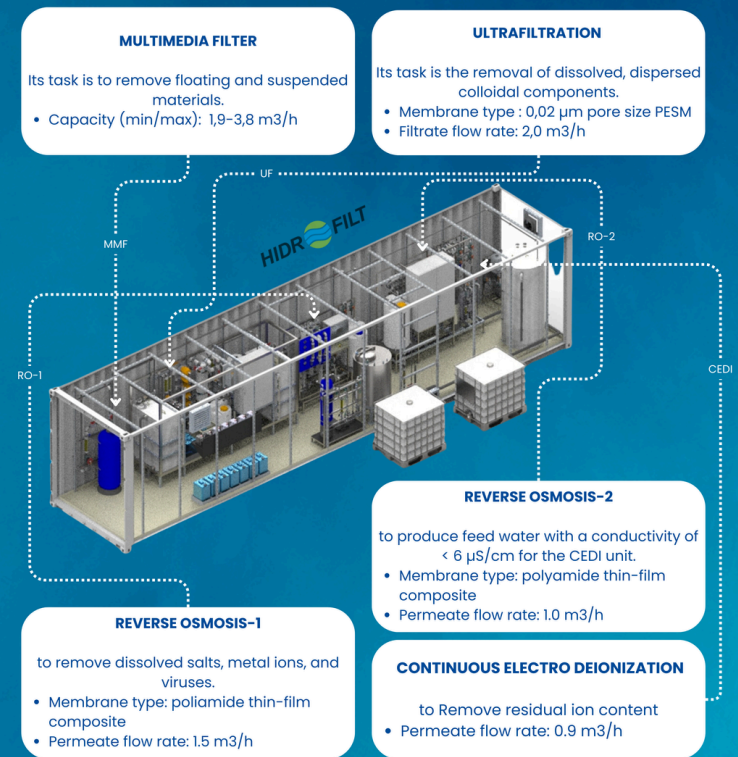 MULTIMEDIA FILTER
Its task is to remove floating and suspended
materials.
• Capacity (min/max): 1,9-3,8 m3/h
ULTRAFILTRATION
Its task is the removal of dissolved, dispersed
colloidal components.
• Membrane type : 0,02 µm pore size PESM
• Filtrate flow rate: 2,0 m3/h
UF
MMF
HIDROFILT
RO-2
RO-1
CEDI
REVERSE OSMOSIS-2
to produce feed water with a conductivity of
< 6 µS/cm for the CEDI unit.
• Membrane type: polyamide thin-film
composite
• Permeate flow rate: 1.0 m3/h
REVERSE OSMOSIS-1
to remove dissolved salts, metal ions, and
viruses.
• Membrane type: poliamide thin-film
composite
• Permeate flow rate: 1.5 m3/h
CONTINUOUS ELECTRO DEIONIZATION
to Remove residual ion content
• Permeate flow rate: 0.9 m3/h